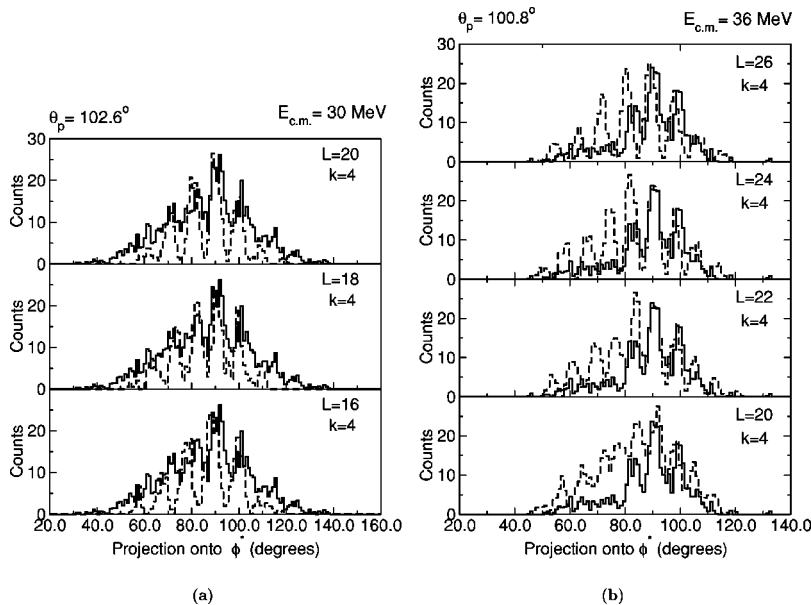 θp = 102.6° Ec.m. = 30 MeV
30
20
10
0
Counts
L=20
k=4
20
10
0
Counts
L=18
k=4
20
10
0
Counts
L=16
k=4
20.0 40.0 60.0 80.0 100.0 120.0 140.0 160.0
Projection onto ϕ* (degrees)
(a)
θp = 100.8° Ec.m. = 36 MeV
30
20
10
0
Counts
L=26
k=4
20
10
0
Counts
L=24
k=4
20
10
0
Counts
L=22
k=4
20
10
0
Counts
L=20
k=4
20.0 40.0 60.0 80.0 100.0 120.0 140.0
Projection onto ϕ* (degrees)
(b)